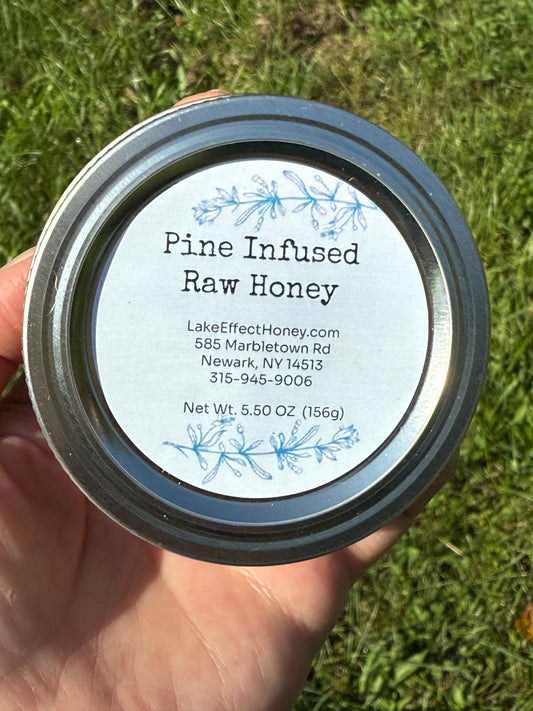 Pine Infused
Raw Honey
LakeEffectHoney.com
585 Marbletown Rd
Newark, NY 14513
315-945-9006
Net Wt. 5.50 OZ (156g)